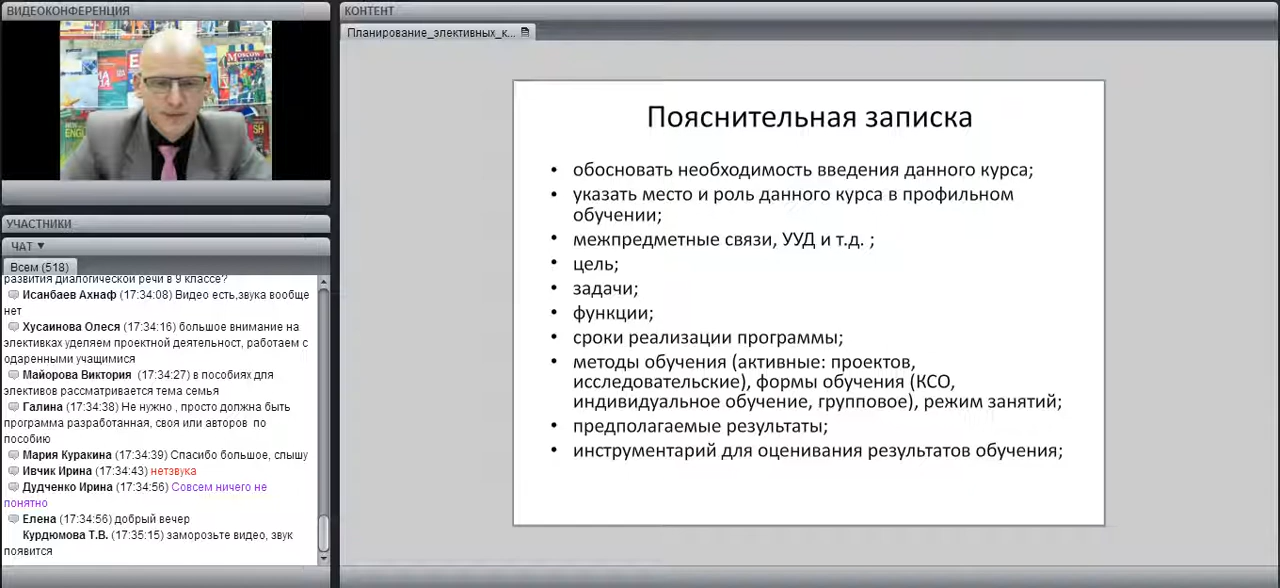 ВИДЕОКОНФЕРЕНЦИЯ
УЧАСТНИКИ
ЧАТ ▼
Всем (518)
развития диалогической речи в 9 классе?
Исанбаев Ахнаф (17:34:08) Видео есть,звука вообще
нет
Хусаинова Олеся (17:34:16) большое внимание на
элективках уделяем проектной деятельност, работаем с
одаренными учащимися
Майорова Виктория (17:34:27) в пособиях для
элективов рассматривается тема семья
Галина (17:34:38) Не нужно , просто должна быть
программа разработанная, своя или авторов по
пособию
Мария Куракина (17:34:39) Спасибо большое, слышу
Ивчик Ирина (17:34:43) нетзвука
Дудченко Ирина (17:34:56) Совсем ничего не
понятно
Елена (17:34:56) добрый вечер
Курдюмова Т.В. (17:35:15) заморозьте видео, звук
появится
КОНТЕНТ
Планирование_элективных_к...
Пояснительная записка
• обосновать необходимость введения данного курса;
• указать место и роль данного курса в профильном
обучении;
• межпредметные связи, УУД и т.д. ;
• цель;
• задачи;
• функции;
• сроки реализации программы;
• методы обучения (активные: проектов,
исследовательские), формы обучения (КСО,
индивидуальное обучение, групповое), режим занятий;
• предполагаемые результаты;
• инструментарий для оценивания результатов обучения;